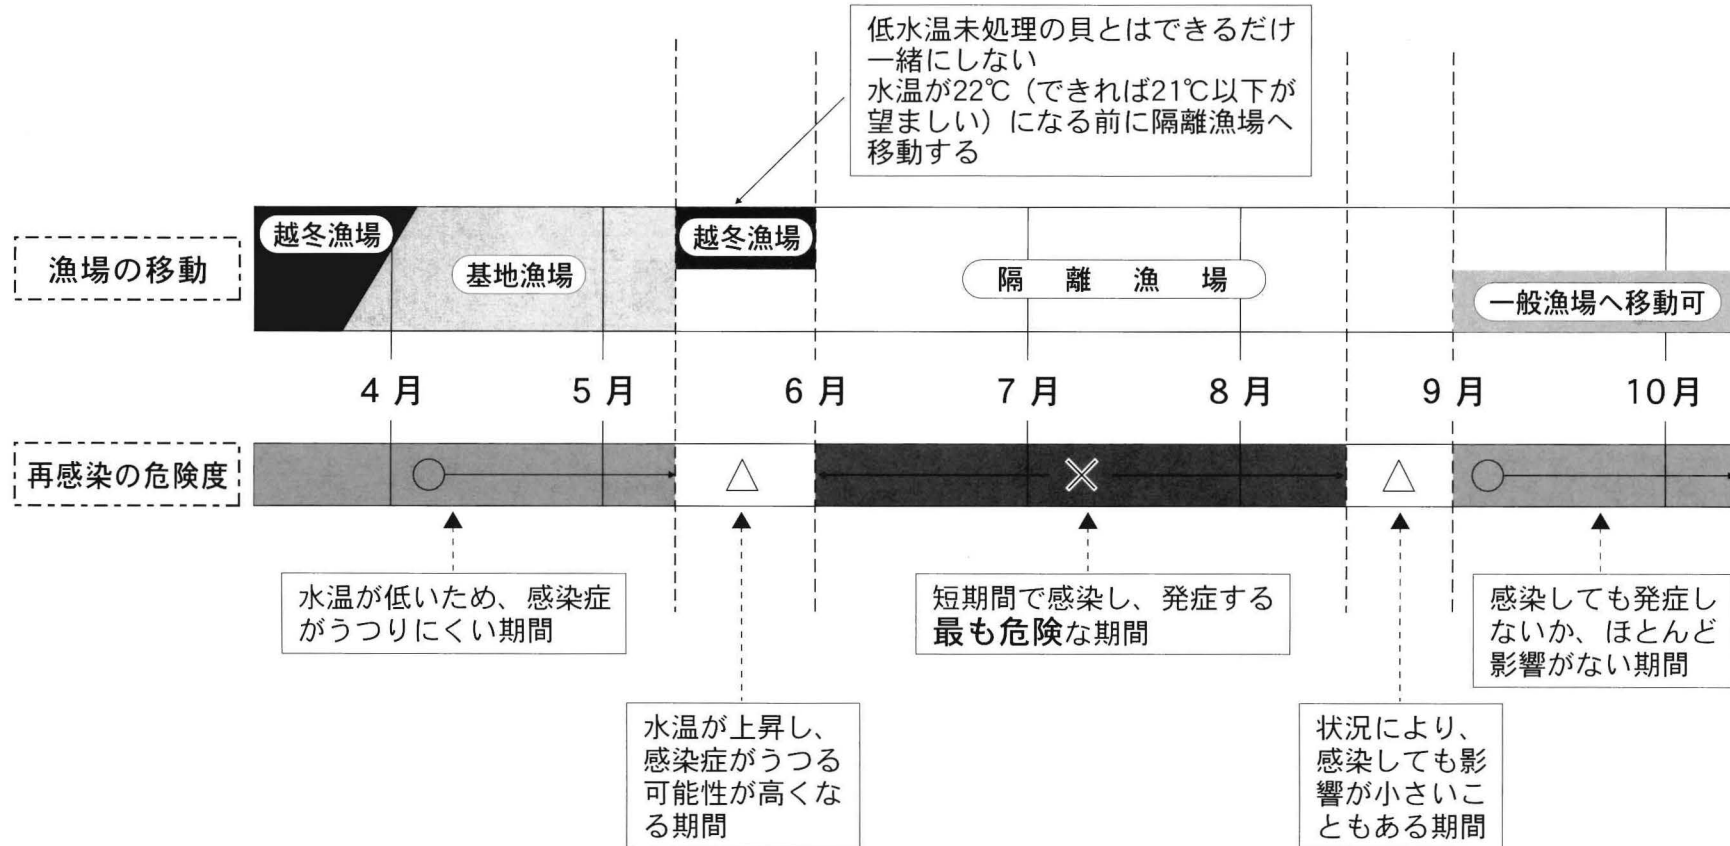 低水温未処理の貝とはできるだけ
一緒にしない
水温が22℃（できれば21℃以下が
望ましい）になる前に隔離漁場へ
移動する
漁場の移動
越冬漁場
基地漁場
越冬漁場
隔離漁場
一般漁場へ移動可
4月
5月
6月
7月
8月
9月
10月
再感染の危険度
○
△
×
△
○
水温が低いため、感染症
がうつりにくい期間
短期間で感染し、発症する
最も危険な期間
感染しても発症し
ないか、ほとんど
影響がない期間
水温が上昇し、
感染症がうつる
可能性が高くな
る期間
状況により、
感染しても影
響が小さいこ
ともある期間